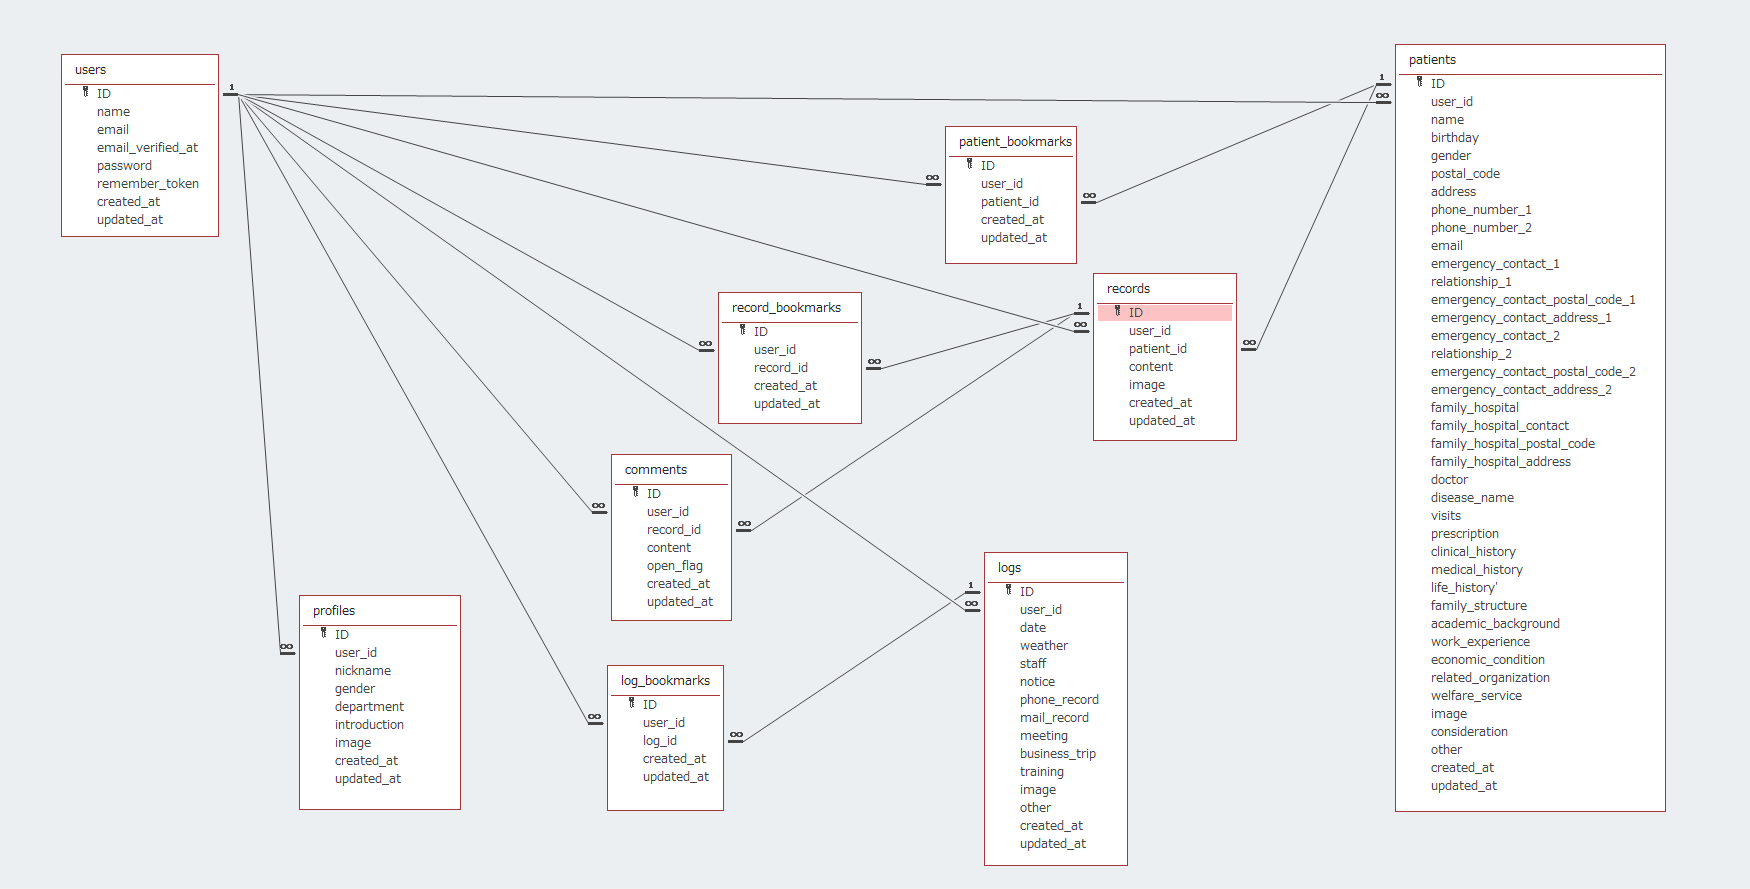 users
ID
name
email
email_verified_at
password
remember_token
created_at
updated_at
1
patients
ID
user_id
name
birthday
gender
postal_code
address
phone_number_1
phone_number_2
email
emergency_contact_1
relationship_1
emergency_contact_postal_code_1
emergency_contact_address_1
emergency_contact_2
relationship_2
emergency_contact_postal_code_2
emergency_contact_address_2
family_hospital
family_hospital_contact
family_hospital_postal_code
family_hospital_address
doctor
disease_name
visits
prescription
clinical_history
medical_history
life_history'
family_structure
academic_background
work_experience
economic_condition
related_organization
welfare_service
image
consideration
other
created_at
updated_at
1
∞
patient_bookmarks
ID
user_id
patient_id
created_at
updated_at
∞
∞
records
ID
user_id
patient_id
content
image
created_at
updated_at
1
∞
∞
record_bookmarks
ID
user_id
record_id
created_at
updated_at
∞
∞
comments
ID
user_id
record_id
content
open_flag
created_at
updated_at
∞
∞
logs
ID
user_id
date
weather
staff
notice
phone_record
mail_record
meeting
business_trip
training
image
other
created_at
updated_at
1
∞
profiles
ID
user_id
nickname
gender
department
introduction
image
created_at
updated_at
∞
log_bookmarks
ID
user_id
log_id
created_at
updated_at
∞
∞